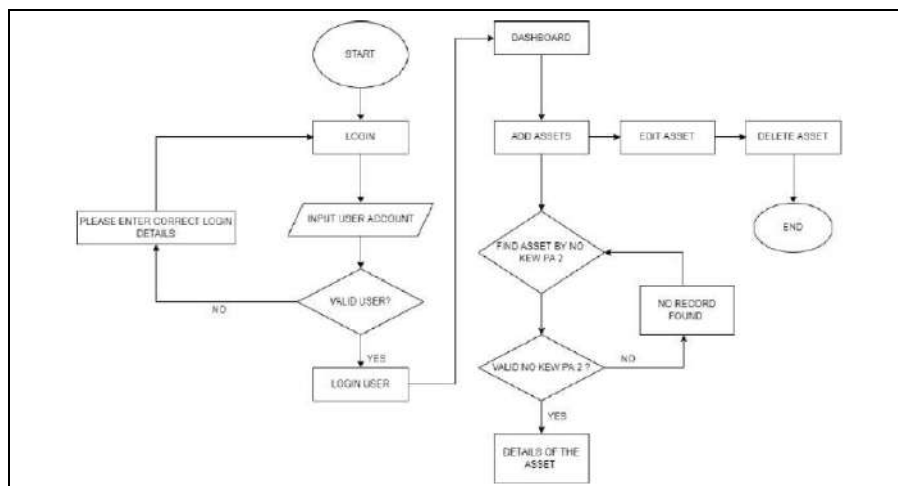 START
LOGIN
INPUT USER ACCOUNT
PLEASE ENTER CORRECT LOGIN
DETAILS
VALID USER?
NO
YES
LOGIN USER
DASHBOARD
ADD ASSETS
EDIT ASSET
DELETE ASSET
END
FIND ASSET BY NO
KEW PA 2
NO RECORD
FOUND
VALID NO KEW PA 2 ?
NO
YES
DETAILS OF THE
ASSET